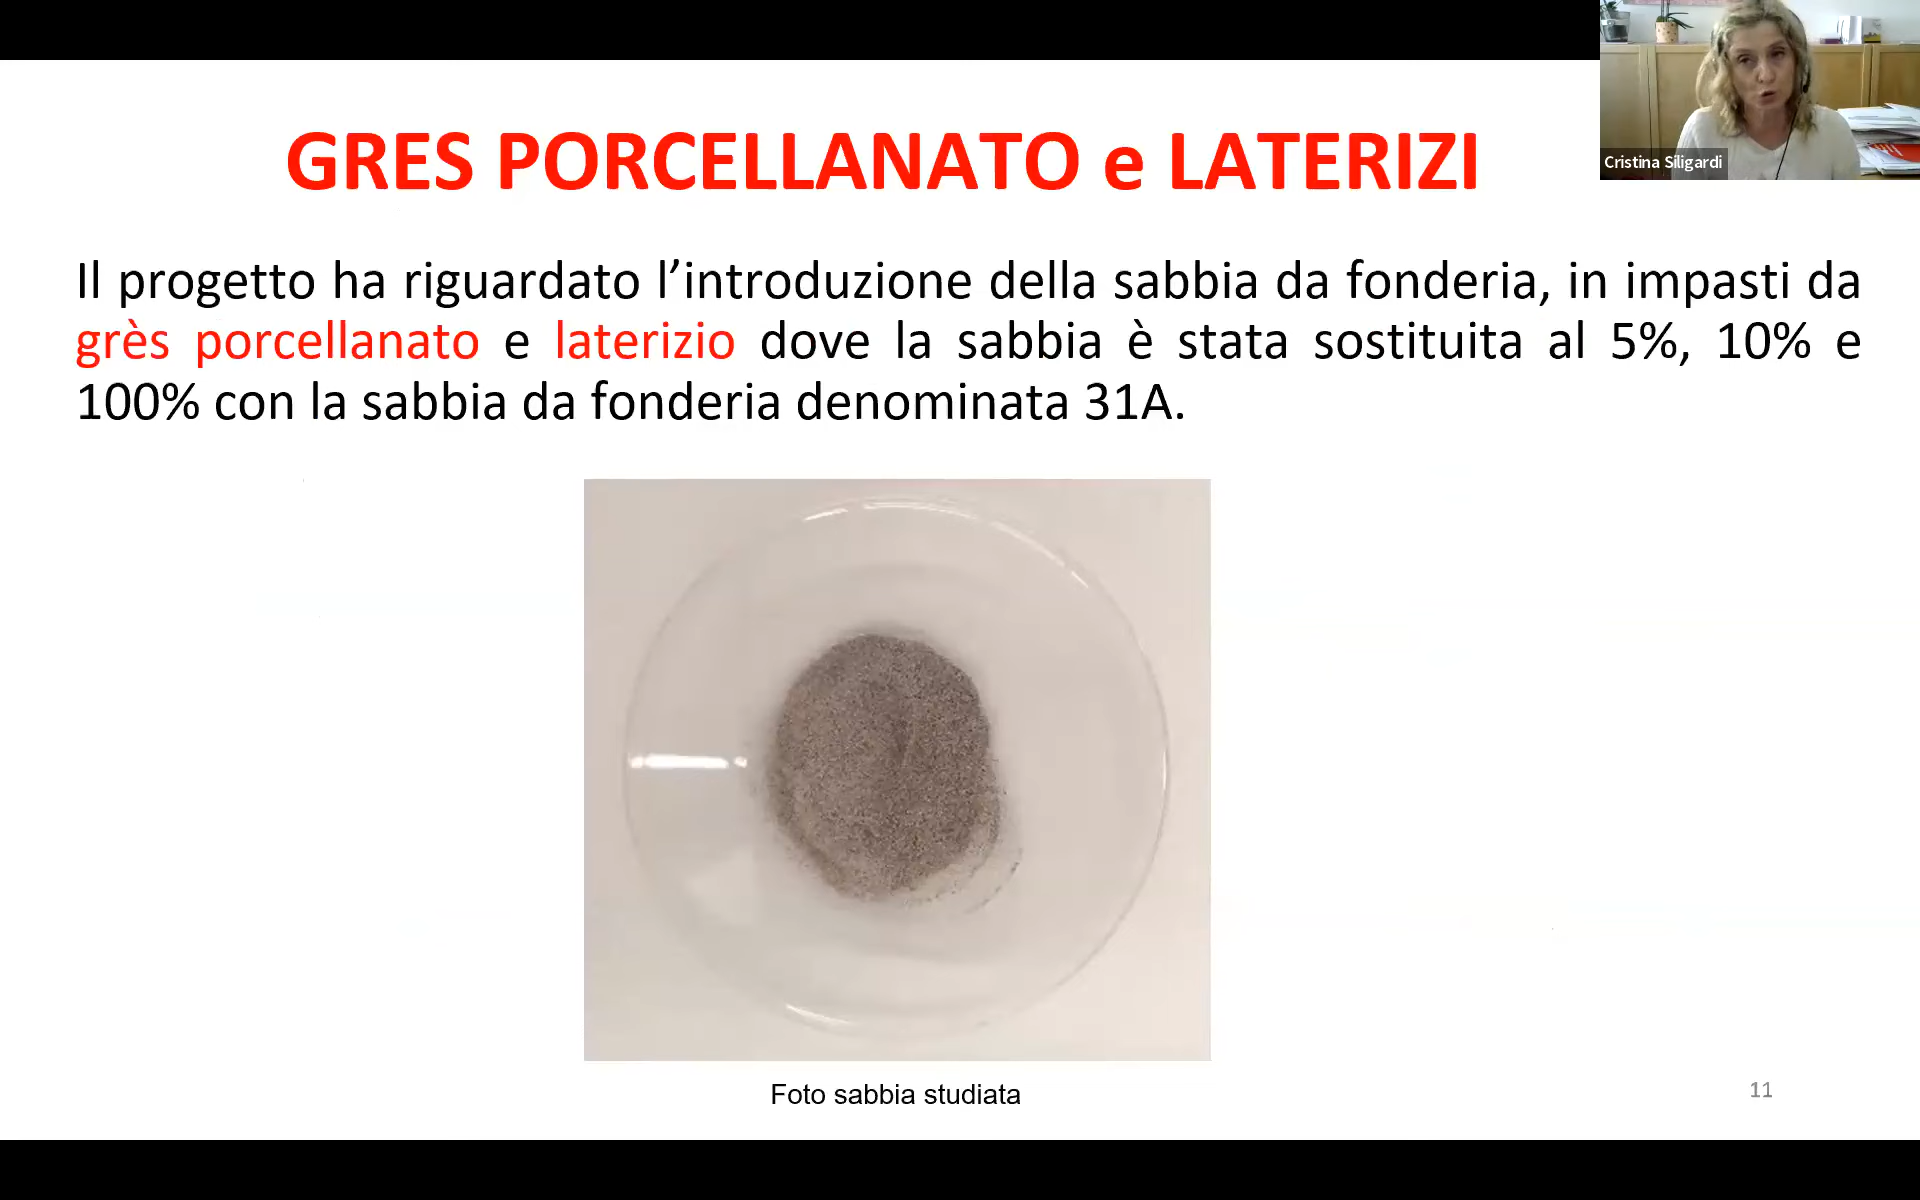 GRES PORCELLANATO e LATERIZI
Cristina Siligardi
Il progetto ha riguardato l’introduzione della sabbia da fonderia, in impasti da
grès porcellanato e laterizio dove la sabbia è stata sostituita al 5%, 10% e
100% con la sabbia da fonderia denominata 31A.
Foto sabbia studiata
11